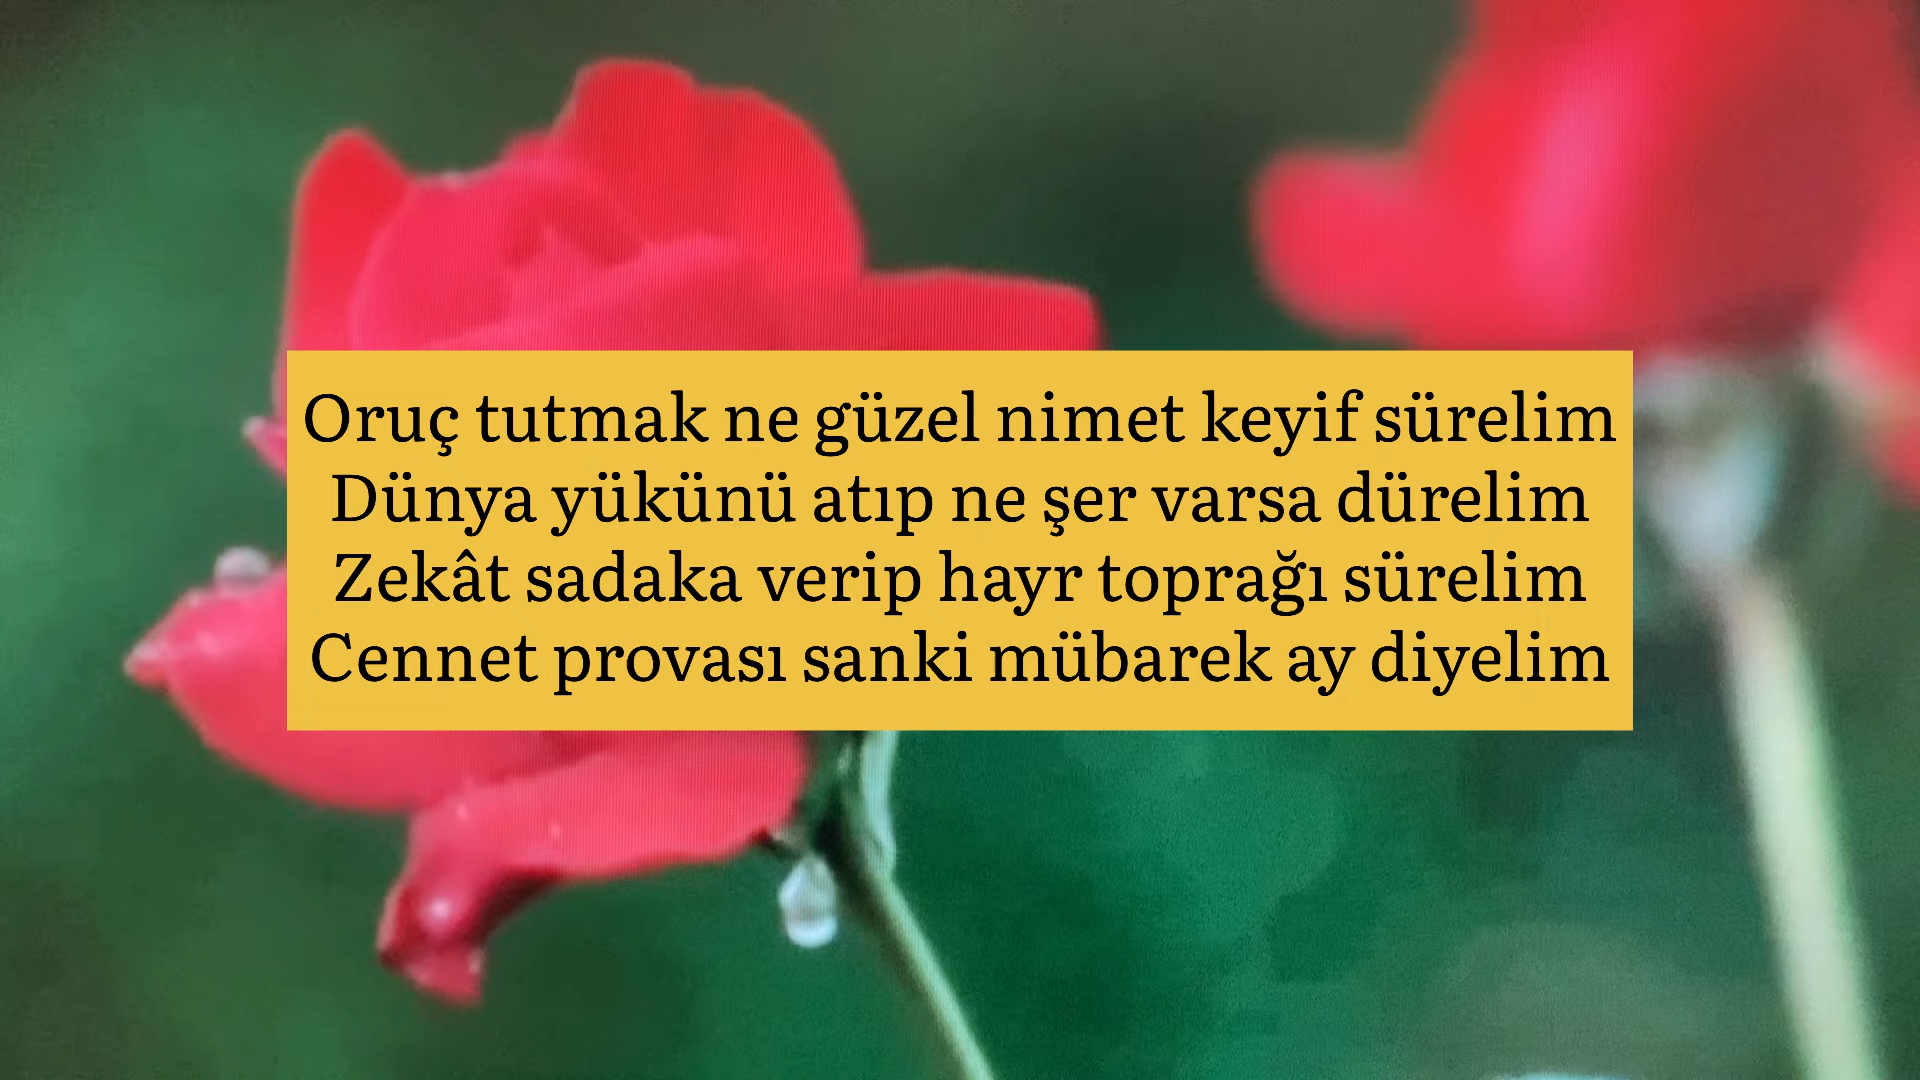 Oruç tutmak ne güzel nimet keyif sürelim
Dünya yükünü atıp ne şer varsa dürelim
Zekât sadaka verip hayr toprağı sürelim
Cennet provası sanki mübarek ay diyelim